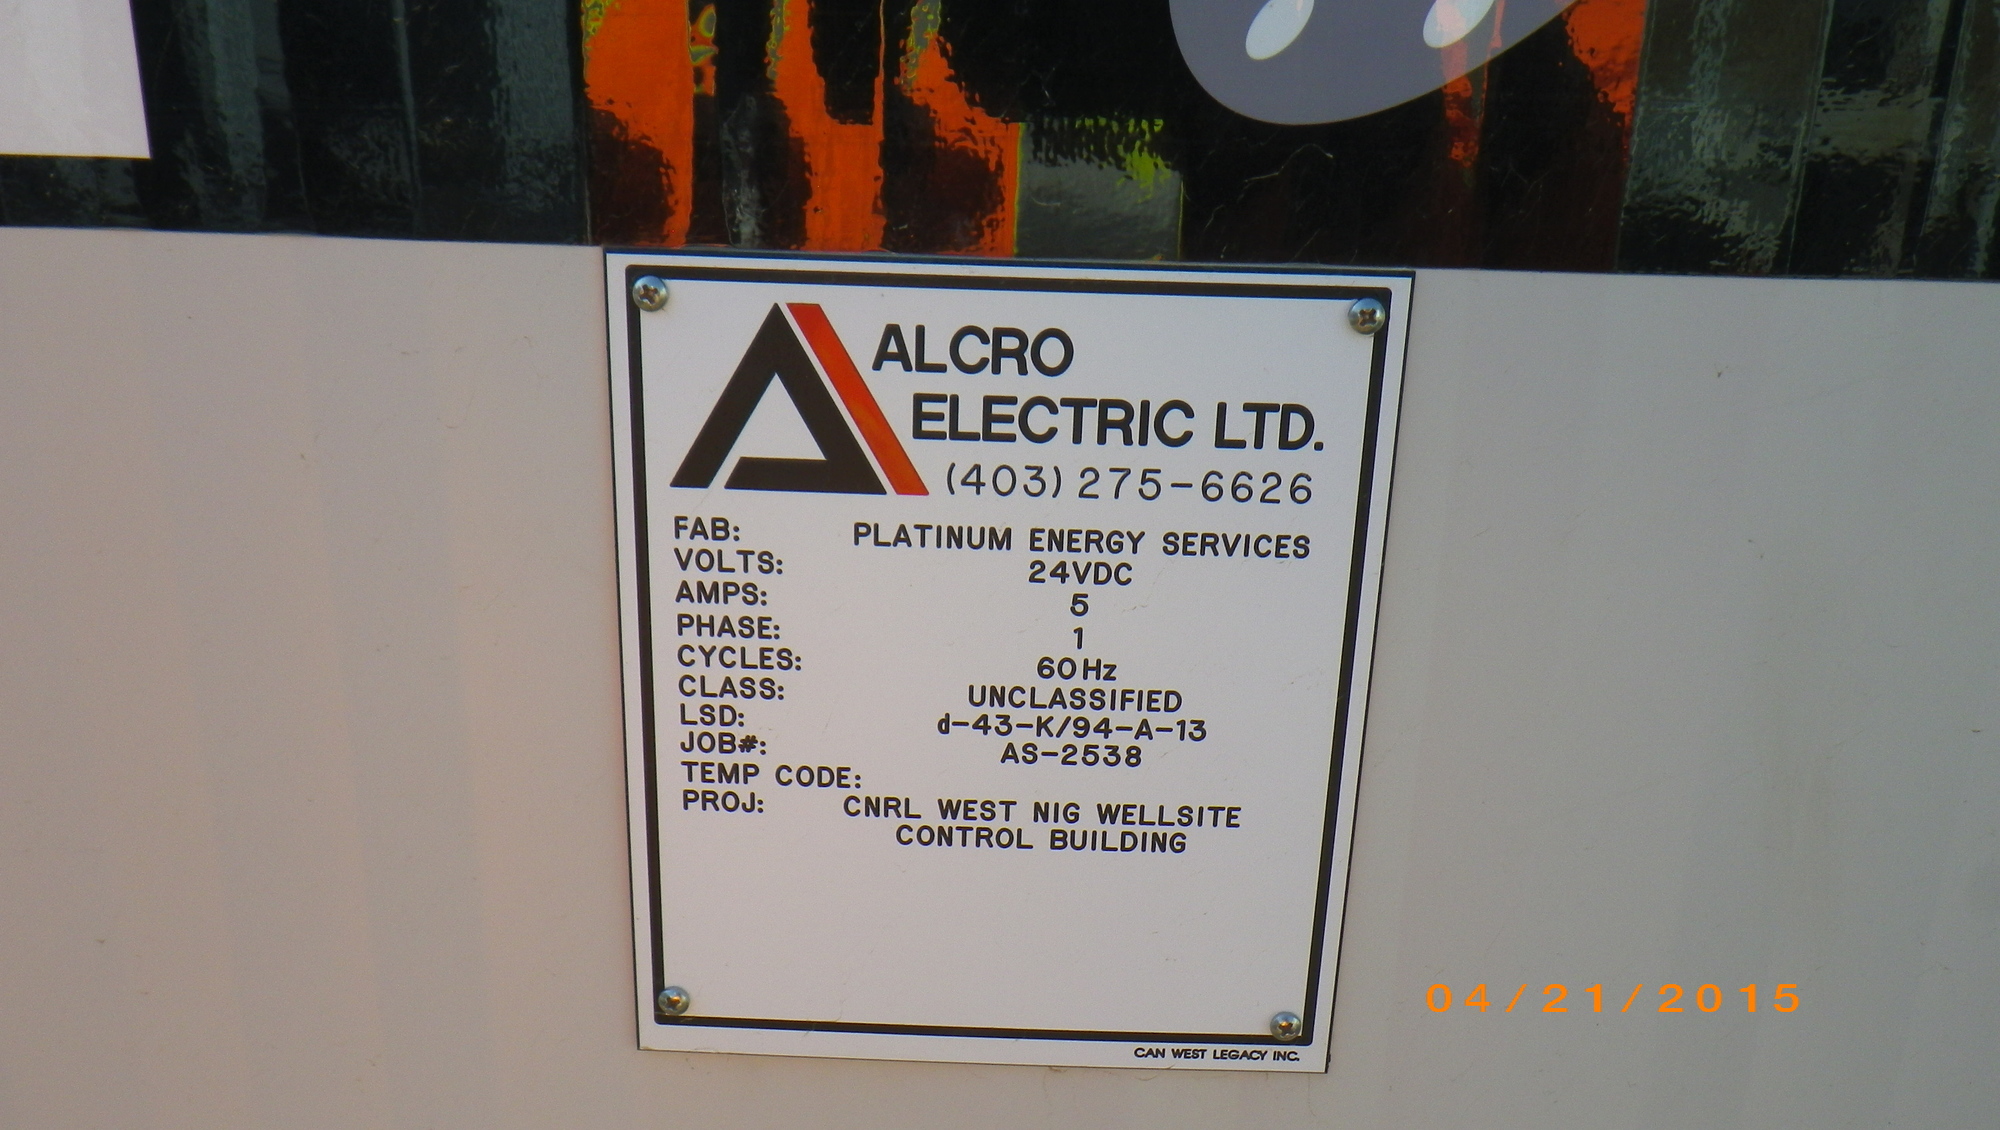 ALCRO
ELECTRIC LTD.
(403) 275-6626
FAB: PLATINUM ENERGY SERVICES
VOLTS: 24VDC
AMPS: 5
PHASE: 1
CYCLES: 60Hz
CLASS: UNCLASSIFIED
LSD: d-43-K/94-A-13
JOB#: AS-2538
TEMP CODE:
PROJ: CNRL WEST NIG WELLSITE
CONTROL BUILDING
04/21/2015
CAN WEST LEGACY INC.